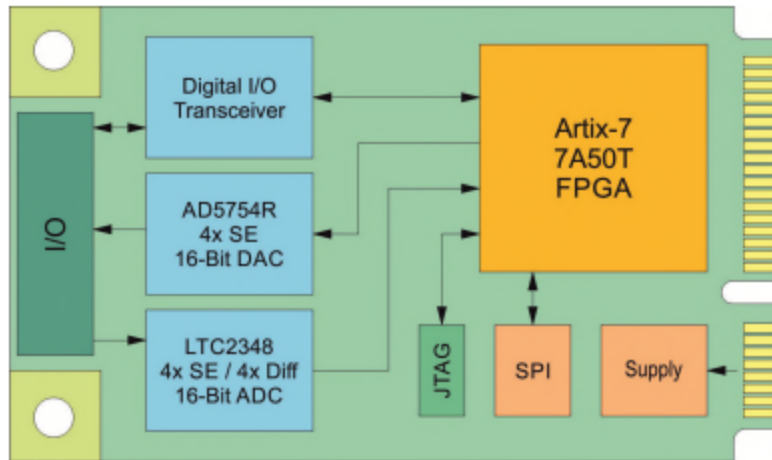 Digital I/O
Transceiver
Artix-7
7A50T
FPGA
I/O
AD5754R
4x SE
16-Bit DAC
LTC2348
4x SE / 4x Diff
16-Bit ADC
JTAG
SPI
Supply